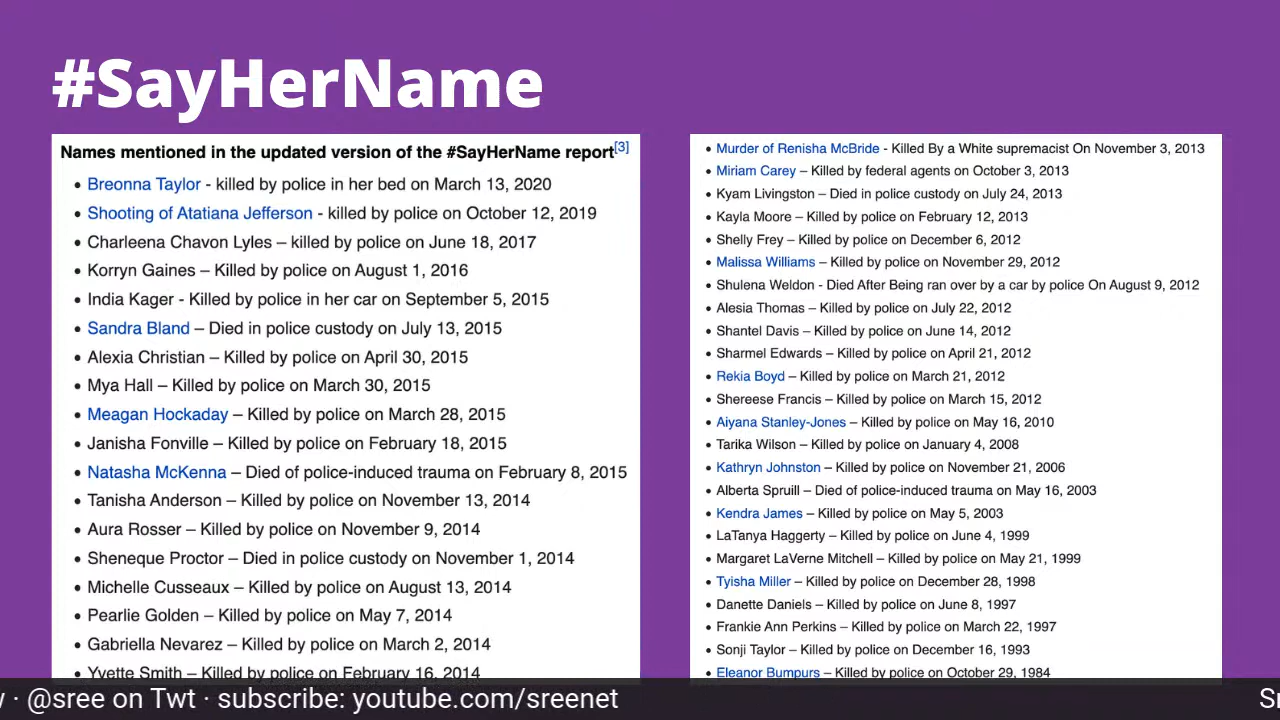 #SayHerName
Names mentioned in the updated version of the #SayHerName report[3]
• Breonna Taylor - killed by police in her bed on March 13, 2020
• Shooting of Atatiana Jefferson - killed by police on October 12, 2019
• Charleena Chavon Lyles – killed by police on June 18, 2017
• Korryn Gaines – Killed by police on August 1, 2016
• India Kager - Killed by police in her car on September 5, 2015
• Sandra Bland – Died in police custody on July 13, 2015
• Alexia Christian – Killed by police on April 30, 2015
• Mya Hall – Killed by police on March 30, 2015
• Meagan Hockaday – Killed by police on March 28, 2015
• Janisha Fonville – Killed by police on February 18, 2015
• Natasha McKenna – Died of police-induced trauma on February 8, 2015
• Tanisha Anderson – Killed by police on November 13, 2014
• Aura Rosser – Killed by police on November 9, 2014
• Sheneque Proctor – Died in police custody on November 1, 2014
• Michelle Cusseaux – Killed by police on August 13, 2014
• Pearlie Golden – Killed by police on May 7, 2014
• Gabriella Nevarez – Killed by police on March 2, 2014
• Yvette Smith – Killed by police on February 16, 2014
• Murder of Renisha McBride - Killed By a White supremacist On November 3, 2013
• Miriam Carey – Killed by federal agents on October 3, 2013
• Kyam Livingston – Died in police custody on July 24, 2013
• Kayla Moore – Killed by police on February 12, 2013
• Shelly Frey – Killed by police on December 6, 2012
• Malissa Williams – Killed by police on November 29, 2012
• Shulena Weldon - Died After Being ran over by a car by police On August 9, 2012
• Alesia Thomas – Killed by police on July 22, 2012
• Shantel Davis – Killed by police on June 14, 2012
• Sharmel Edwards – Killed by police on April 21, 2012
• Rekia Boyd – Killed by police on March 21, 2012
• Shereese Francis – Killed by police on March 15, 2012
• Aiyana Stanley-Jones – Killed by police on May 16, 2010
• Tarika Wilson – Killed by police on January 4, 2008
• Kathryn Johnston – Killed by police on November 21, 2006
• Alberta Spruill – Died of police-induced trauma on May 16, 2003
• Kendra James – Killed by police on May 5, 2003
• LaTanya Haggerty – Killed by police on June 4, 1999
• Margaret LaVerne Mitchell – Killed by police on May 21, 1999
• Tyisha Miller – Killed by police on December 28, 1998
• Danette Daniels – Killed by police on June 8, 1997
• Frankie Ann Perkins – Killed by police on March 22, 1997
• Sonji Taylor – Killed by police on December 16, 1993
• Eleanor Bumpurs – Killed by police on October 29, 1984
· @sree on Twt · subscribe: youtube.com/sreenet